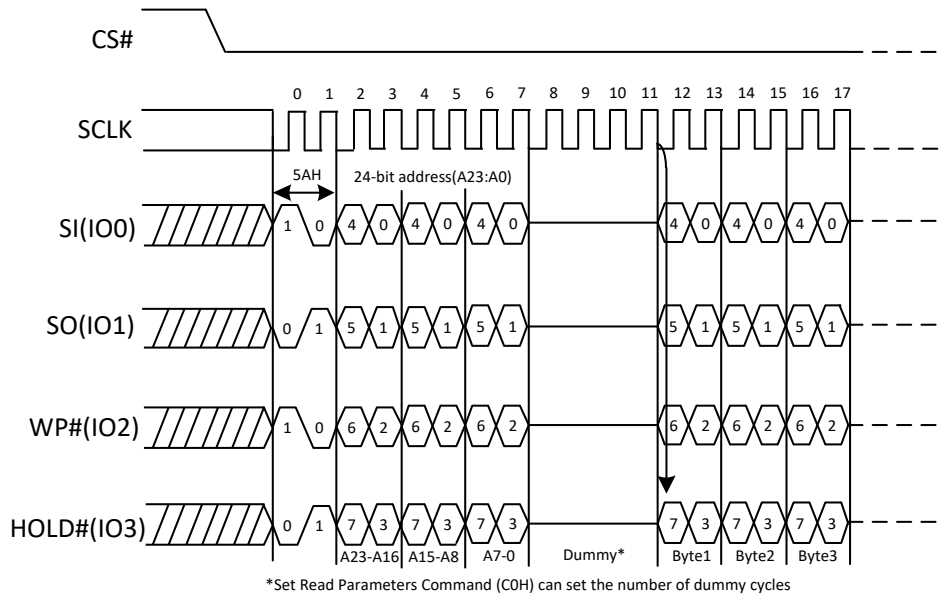 CS#
0 1 2 3 4 5 6 7 8 9 10 11 12 13 14 15 16 17
SCLK
5AH 24-bit address(A23:A0)
SI(IO0) 1 0 4 0 4 0 4 0 4 0 4 0 4 0
SO(IO1) 0 1 5 1 5 1 5 1 5 1 5 1 5 1
WP#(IO2) 1 0 6 2 6 2 6 2 6 2 6 2 6 2
HOLD#(IO3) 0 1 7 3 7 3 7 3 7 3 7 3 7 3
A23-A16 A15-A8 A7-0 Dummy* Byte1 Byte2 Byte3
*Set Read Parameters Command (C0H) can set the number of dummy cycles